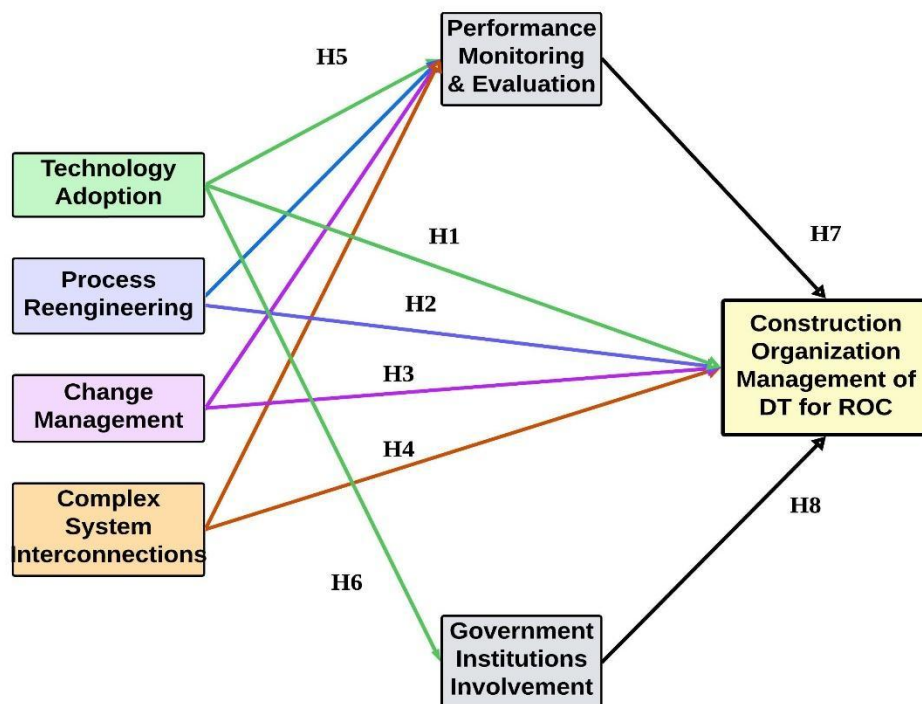 Performance
Monitoring
& Evaluation
H5
Technology
Adoption
H1
H7
Process
Reengineering
H2
Construction
Organization
Management of
DT for ROC
Change
Management
H3
H4
Complex
System
Interconnections
H8
H6
Government
Institutions
Involvement